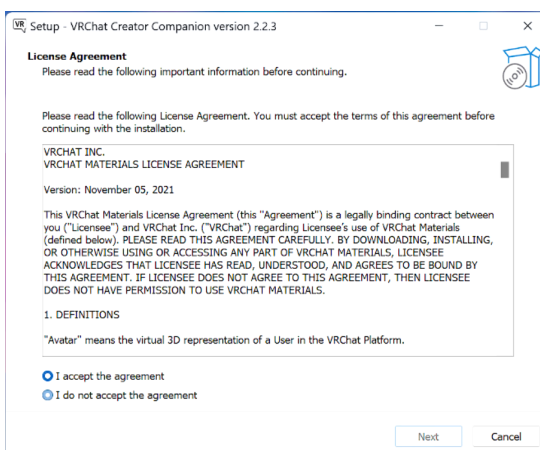 VR Setup - VRChat Creator Companion version 2.2.3
License Agreement
Please read the following important information before continuing.
Please read the following License Agreement. You must accept the terms of this agreement before
continuing with the installation.
VRCHAT INC.
VRCHAT MATERIALS LICENSE AGREEMENT
Version: November 05, 2021
This VRChat Materials License Agreement (this "Agreement") is a legally binding contract between
you ("Licensee") and VRChat Inc. ("VRChat") regarding Licensee's use of VRChat Materials
(defined below). PLEASE READ THIS AGREEMENT CAREFULLY. BY DOWNLOADING, INSTALLING,
OR OTHERWISE USING OR ACCESSING ANY PART OF VRCHAT MATERIALS, LICENSEE
ACKNOWLEDGES THAT LICENSEE HAS READ, UNDERSTOOD, AND AGREES TO BE BOUND BY
THIS AGREEMENT. IF LICENSEE DOES NOT AGREE TO THIS AGREEMENT, THEN LICENSEE
DOES NOT HAVE PERMISSION TO USE VRCHAT MATERIALS.
1. DEFINITIONS
"Avatar" means the virtual 3D representation of a User in the VRChat Platform.
I accept the agreement
I do not accept the agreement
Next Cancel